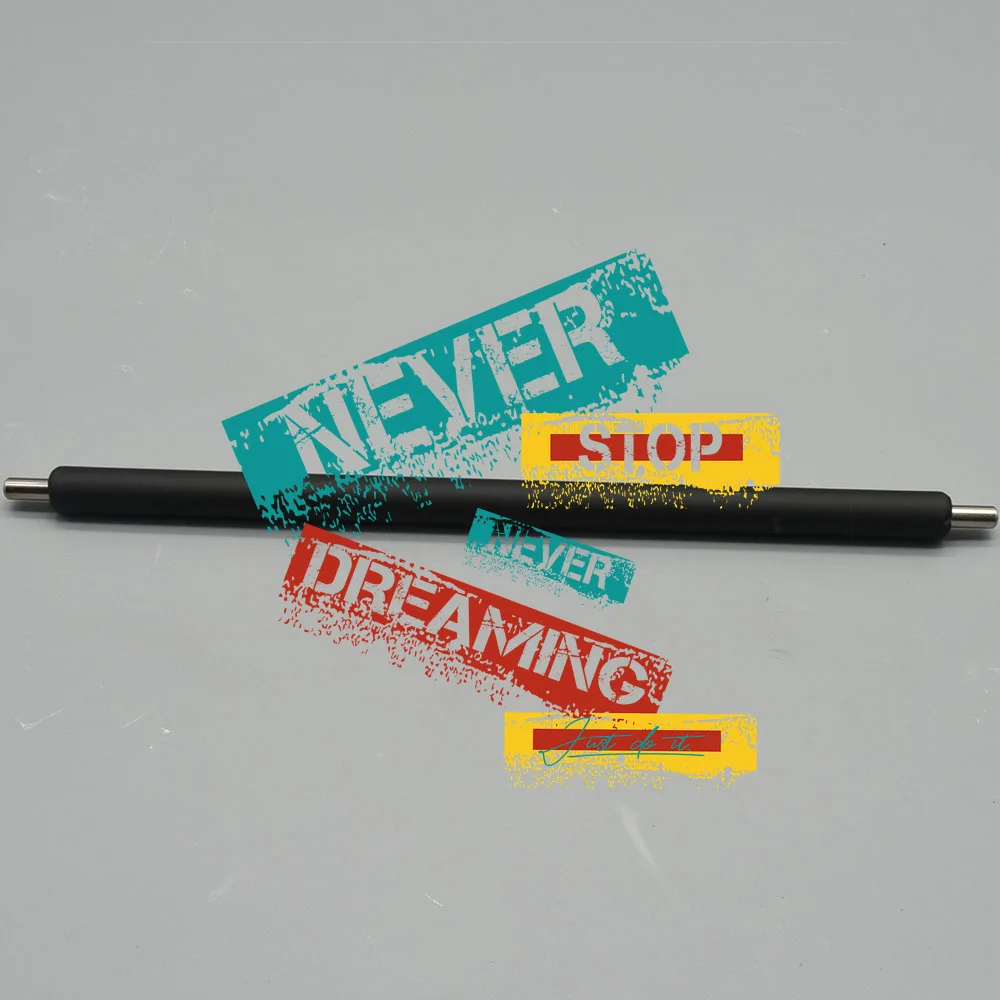 NEVER
STOP
NEVER
DREAMING
Just do it.